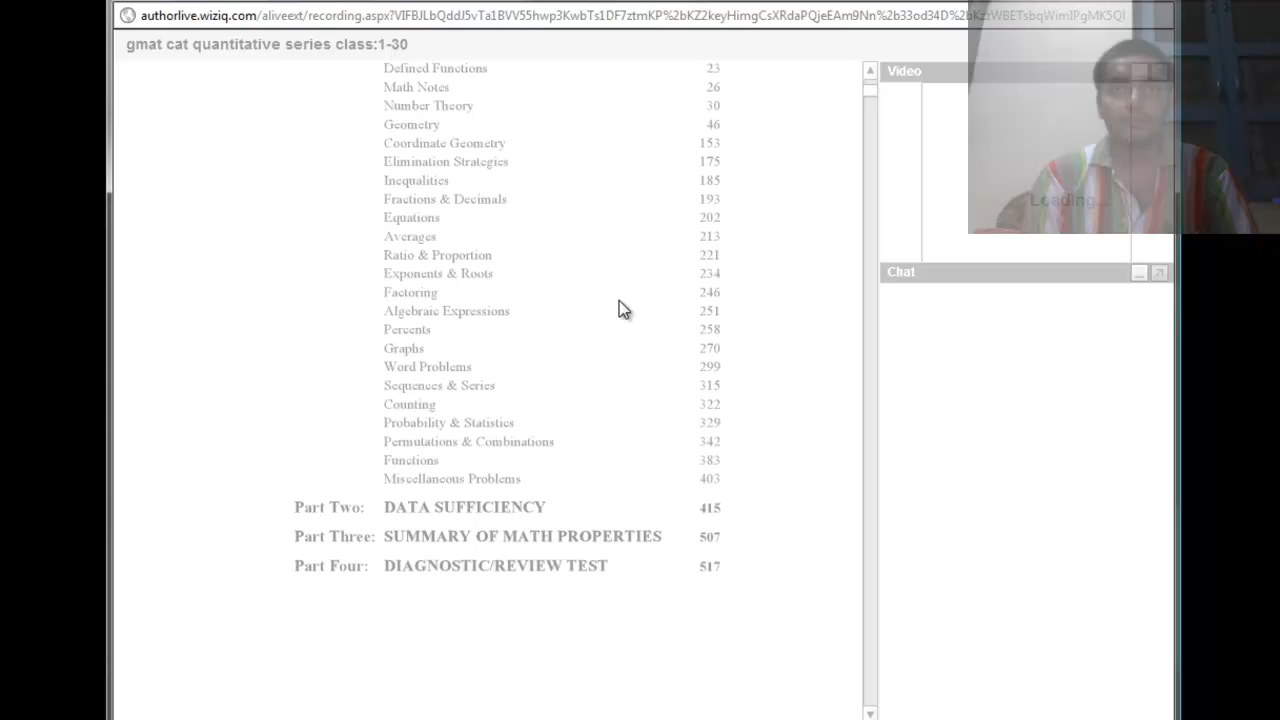 authorlive.wiziq.com/aliveext/recording.aspx?
gmat cat quantitative series class:1-30
Video
Loading...
Chat
Defined Functions 23
Math Notes 26
Number Theory 30
Geometry 46
Coordinate Geometry 153
Elimination Strategies 175
Inequalities 185
Fractions & Decimals 193
Equations 202
Averages 213
Ratio & Proportion 221
Exponents & Roots 234
Factoring 246
Algebraic Expressions 251
Percents 258
Graphs 270
Word Problems 299
Sequences & Series 315
Counting 322
Probability & Statistics 329
Permutations & Combinations 342
Functions 383
Miscellaneous Problems 403
Part Two: DATA SUFFICIENCY 415
Part Three: SUMMARY OF MATH PROPERTIES 507
Part Four: DIAGNOSTIC/REVIEW TEST 517